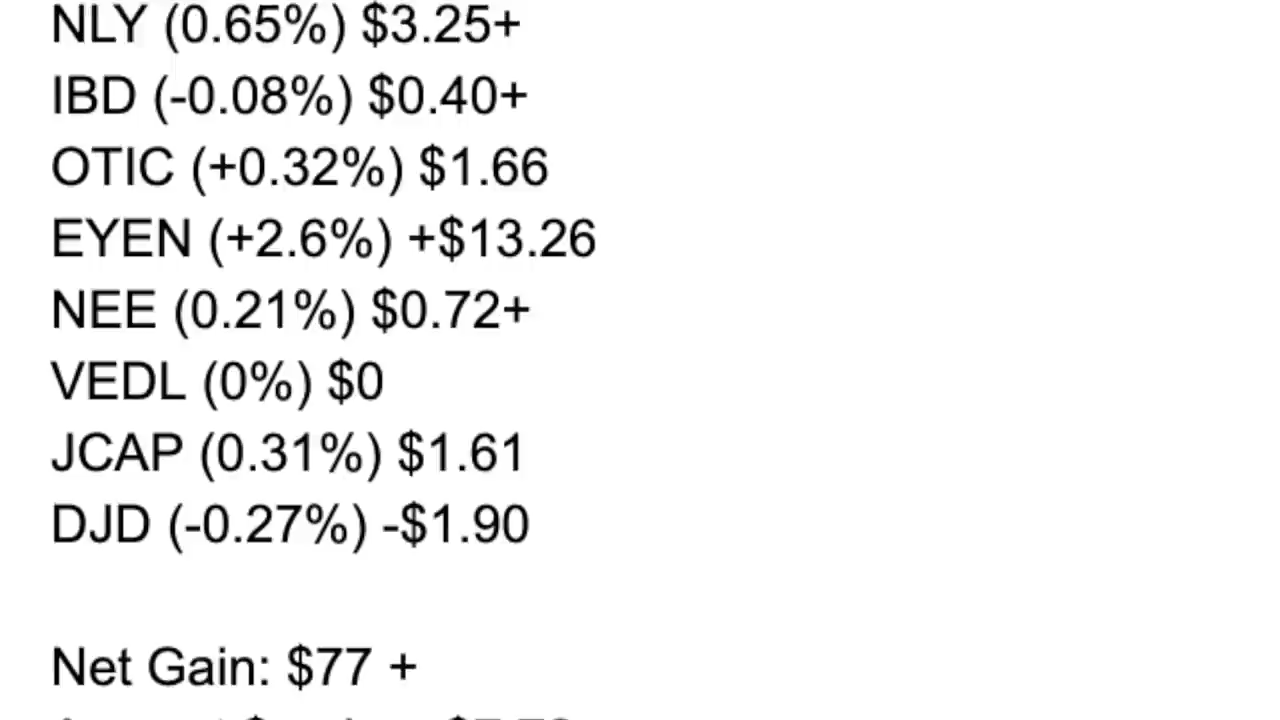 NLY (0.65%) $3.25+
IBD (-0.08%) $0.40+
OTIC (+0.32%) $1.66
EYEN (+2.6%) +$13.26
NEE (0.21%) $0.72+
VEDL (0%) $0
JCAP (0.31%) $1.61
DJD (-0.27%) -$1.90
Net Gain: $77 +